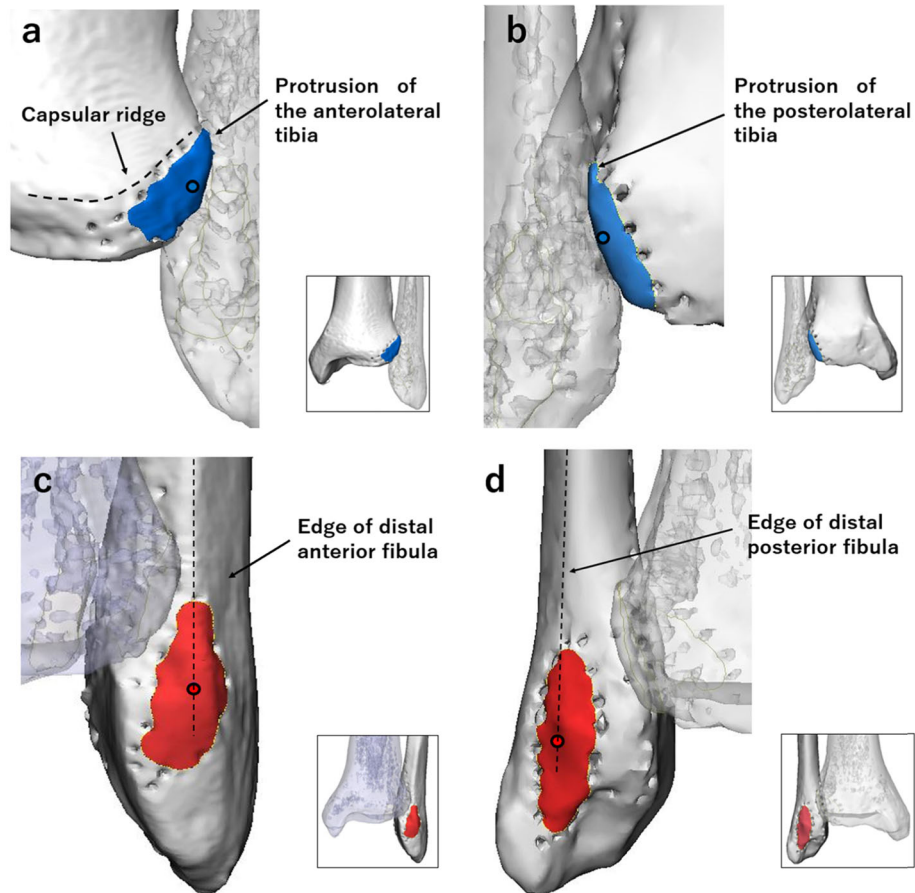 a
Capsular ridge
Protrusion of
the anterolateral
tibia
b
Protrusion of
the posterolateral
tibia
c
Edge of distal
anterior fibula
d
Edge of distal
posterior fibula